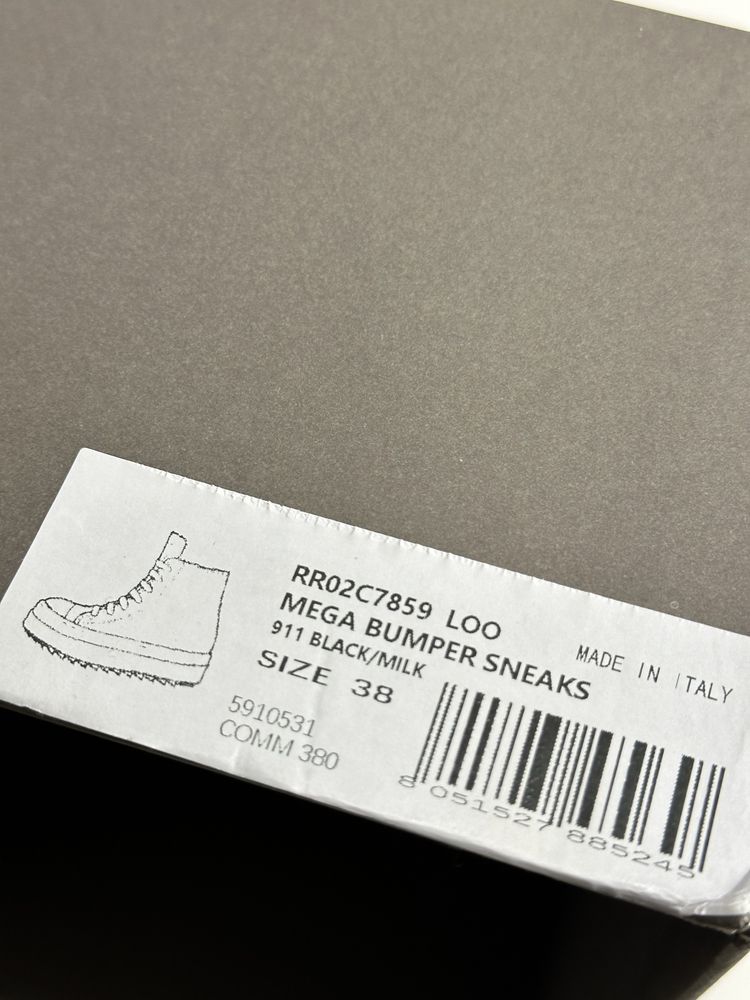 RR02C7859 LOO
MEGA BUMPER SNEAKS
911 BLACK/MILK
SIZE 38
MADE IN ITALY
5910531
COMM 380
8 051527 885245